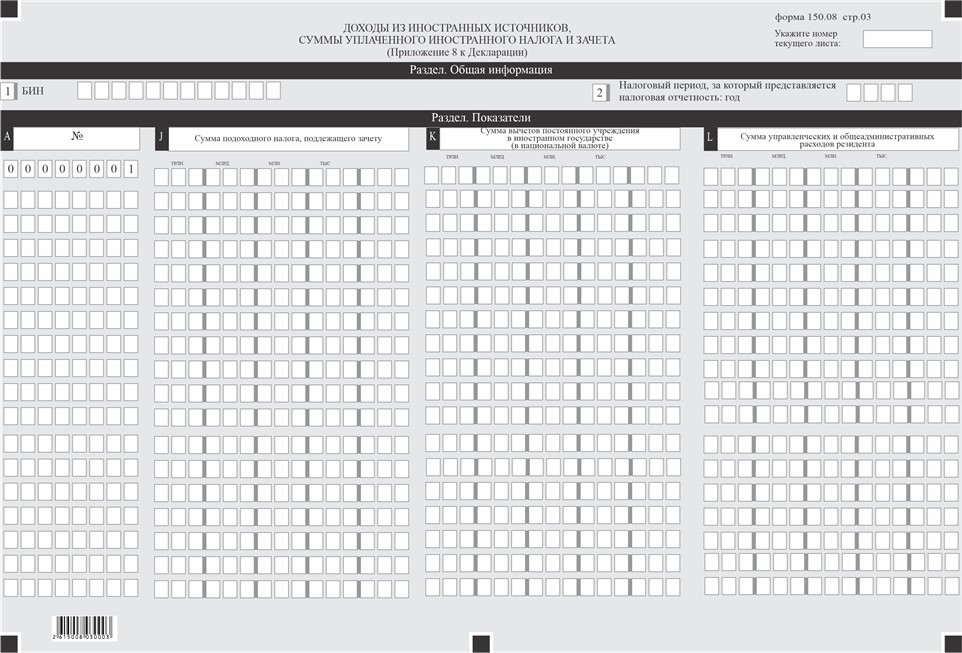 форма 150.08 стр.03
ДОХОДЫ ИЗ ИНОСТРАННЫХ ИСТОЧНИКОВ,
СУММЫ УПЛАЧЕННОГО ИНОСТРАННОГО НАЛОГА И ЗАЧЕТА
(Приложение 8 к Декларации)
Укажите номер
текущего листа:
Раздел. Общая информация
1 БИН
2 Налоговый период, за который представляется
налоговая отчетность: год
Раздел. Показатели
A №
J Сумма подоходного налога, подлежащего зачету
K Сумма вычетов постоянного учреждения
в иностранном государстве
(в национальной валюте)
L Сумма управленческих и общеадминистративных
расходов резидента
ТРЛН МЛРД МЛН ТЫС
ТРЛН МЛРД МЛН ТЫС
ТРЛН МЛРД МЛН ТЫС
0 0 0 0 0 0 0 1
2 615008 030003